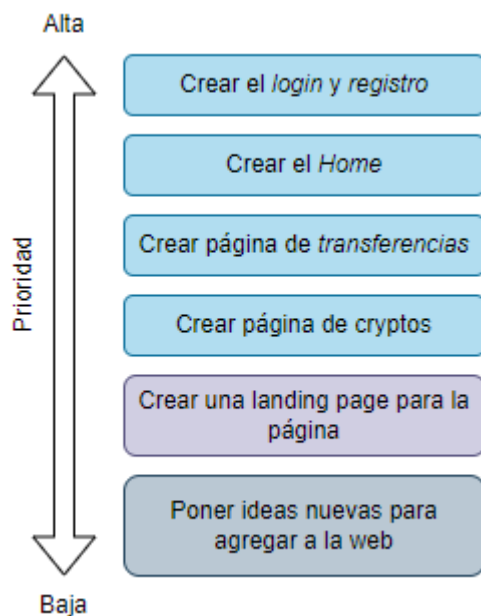 Alta
Crear el login y registro
Crear el Home
Crear página de transferencias
Crear página de cryptos
Crear una landing page para la
página
Poner ideas nuevas para
agregar a la web
Prioridad
Baja